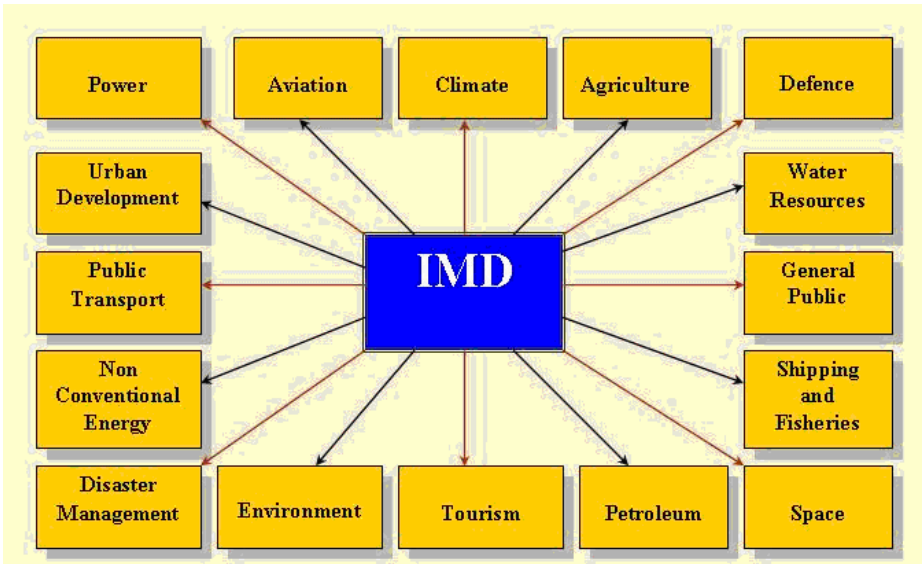 Power
Aviation
Climate
Agriculture
Defence
Urban
Development
Water
Resources
IMD
Public
Transport
General
Public
Non
Conventional
Energy
Shipping
and
Fisheries
Disaster
Management
Environment
Tourism
Petroleum
Space